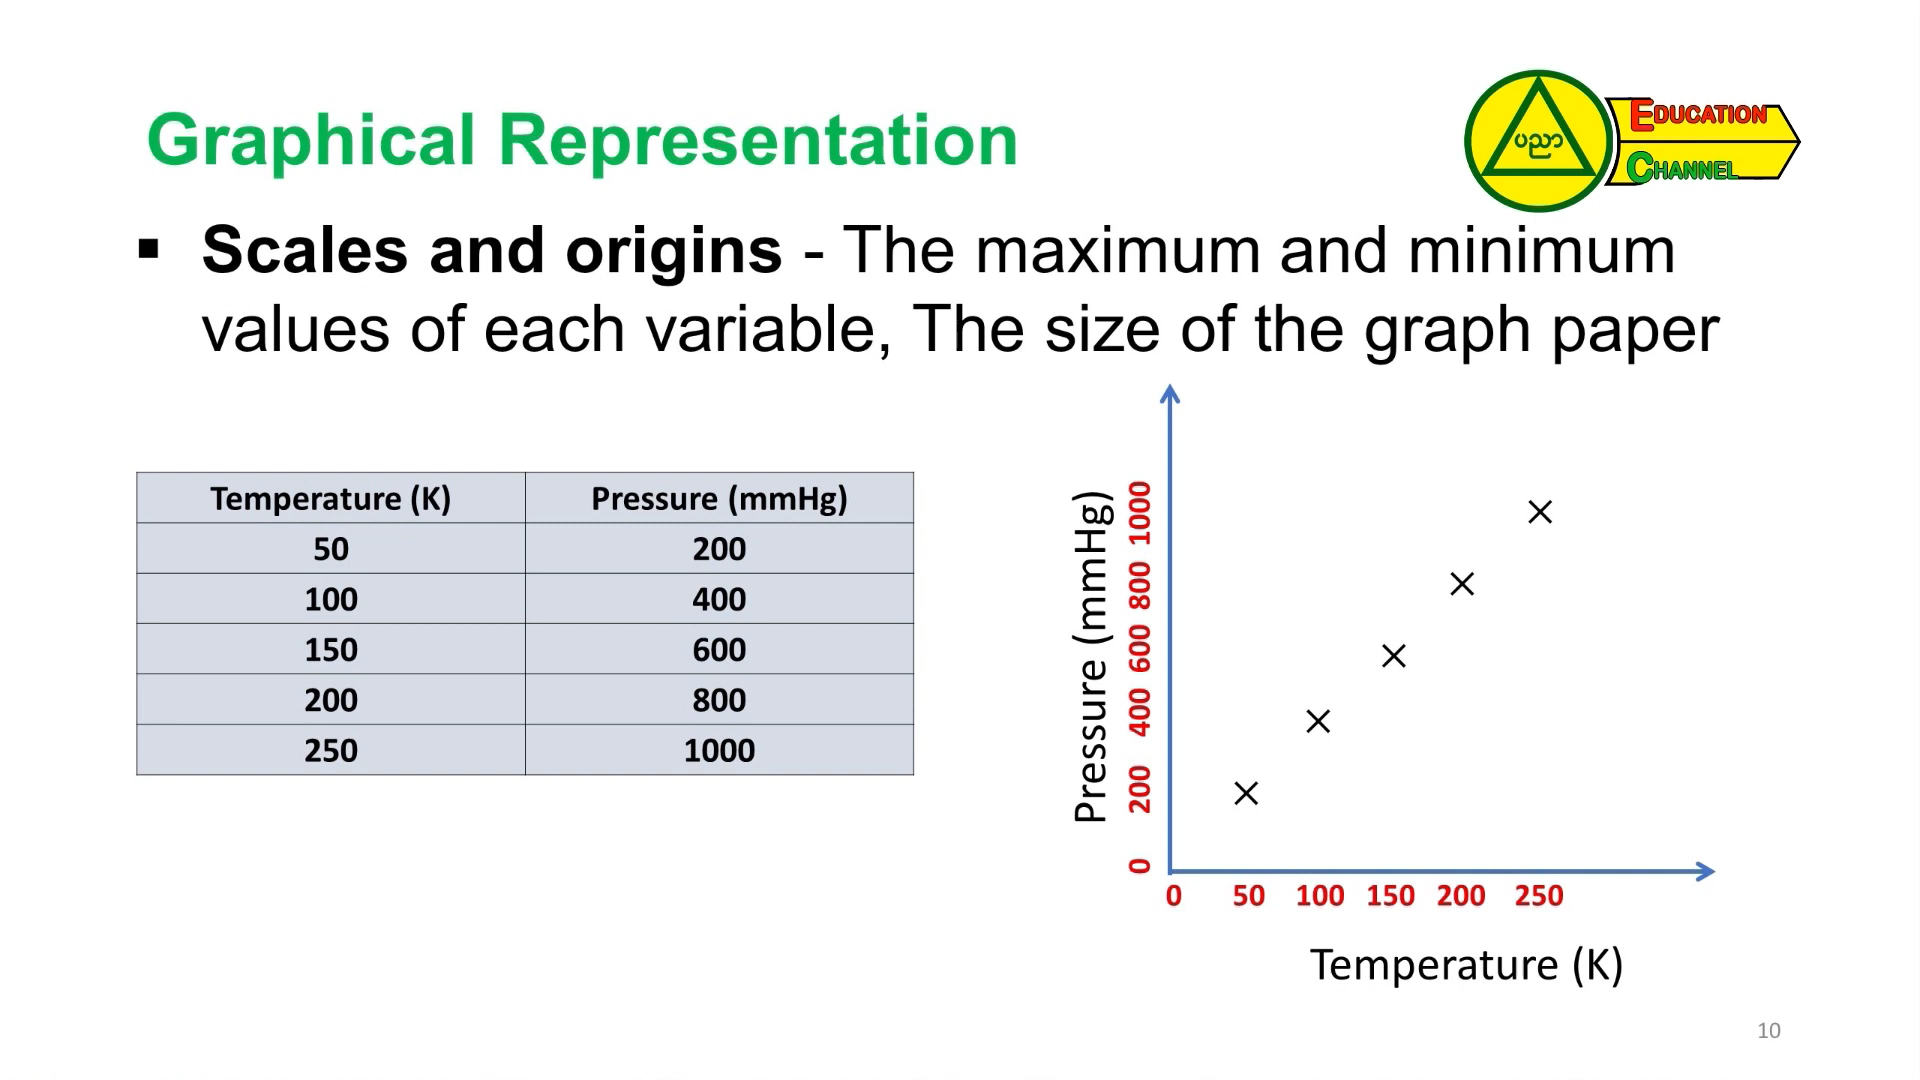 Graphical Representation
ပညာ
EDUCATION
CHANNEL
▪ Scales and origins - The maximum and minimum
values of each variable, The size of the graph paper
Temperature (K) Pressure (mmHg)
50 200
100 400
150 600
200 800
250 1000
Pressure (mmHg)
0 200 400 600 800 1000
0 50 100 150 200 250
Temperature (K)
10